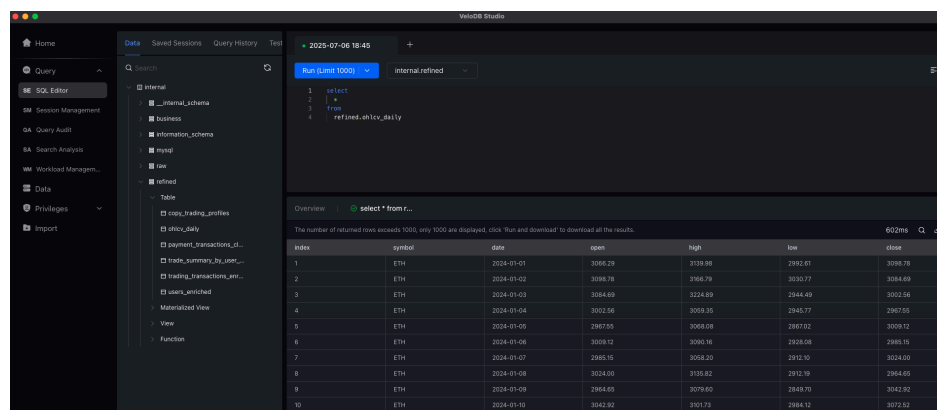 VeloDB Studio
Home
Query
SE SQL Editor
SM Session Management
QA Query Audit
SA Search Analysis
WM Workload Managem...
Data
Privileges
Import
Data Saved Sessions Query History Test
Search
internal
__internal_schema
business
information_schema
mysql
raw
refined
Table
copy_trading_profiles
ohlcv_daily
payment_transactions_cl...
trade_summary_by_user_...
trading_transactions_enr...
users_enriched
Materialized View
View
Function
2025-07-06 18:45 +
Run (Limit 1000) internal.refined
1 select
2 *
3 from
4 refined.ohlcv_daily
Overview select * from r...
The number of returned rows exceeds 1000, only 1000 are displayed, click 'Run and download' to download all the results. 602ms
index symbol date open high low close
1 ETH 2024-01-01 3066.29 3139.98 2992.61 3098.78
2 ETH 2024-01-02 3098.78 3166.79 3030.77 3084.69
3 ETH 2024-01-03 3084.69 3224.89 2944.49 3002.56
4 ETH 2024-01-04 3002.56 3059.35 2945.77 2967.55
5 ETH 2024-01-05 2967.55 3068.08 2867.02 3009.12
6 ETH 2024-01-06 3009.12 3090.16 2928.08 2985.15
7 ETH 2024-01-07 2985.15 3058.20 2912.10 3024.00
8 ETH 2024-01-08 3024.00 3135.82 2912.19 2964.65
9 ETH 2024-01-09 2964.65 3079.60 2849.70 3042.92
10 ETH 2024-01-10 3042.92 3101.73 2984.12 3072.52